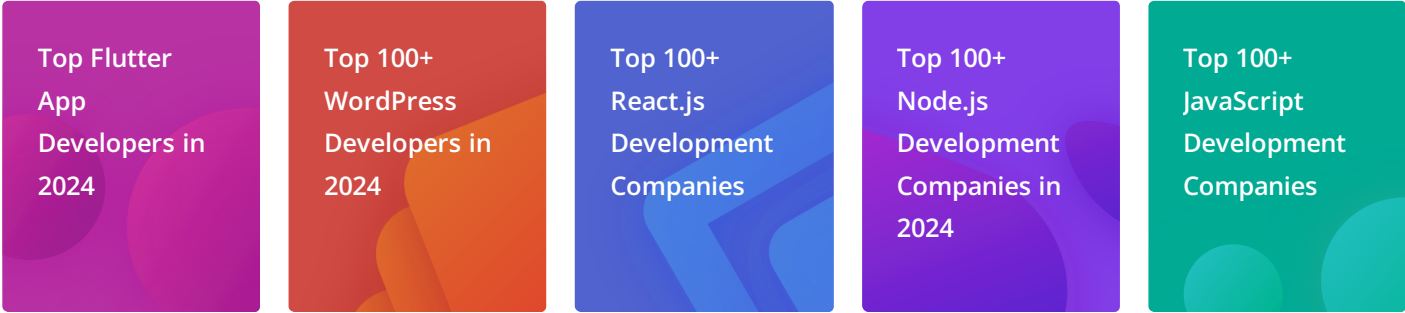 Top Flutter
App
Developers in
2024
Top 100+
WordPress
Developers in
2024
Top 100+
React.js
Development
Companies
Top 100+
Node.js
Development
Companies in
2024
Top 100+
JavaScript
Development
Companies